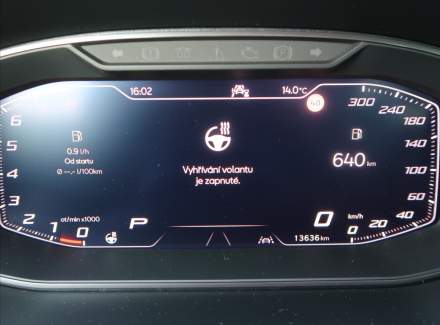 16:02
14.0°C
40
0.9 l/h
Od startu
Ø --,- l/100km
Vyhřívání volantu
je zapnuté.
640 km
6
5
4
3
2
1
0
ot/min x1000
P
0 km/h
13636 km
0
20
40
60
80
100
120
140
180
240
300